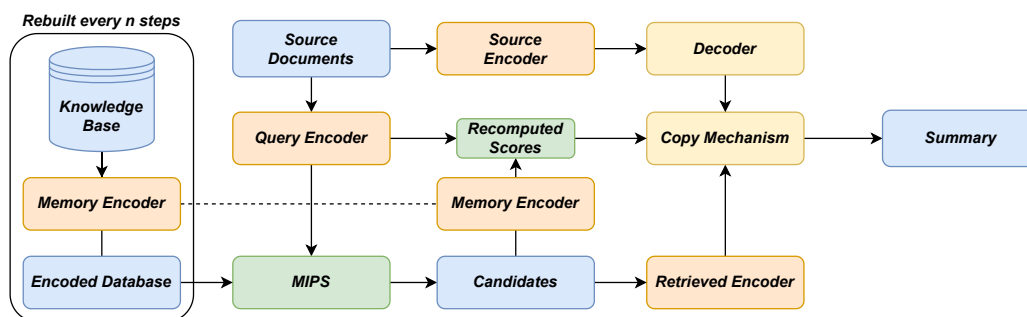 Rebuilt every n steps
Knowledge
Base
Memory Encoder
Encoded Database
Source
Documents
Source
Encoder
Decoder
Query Encoder
Recomputed
Scores
Copy Mechanism
Summary
Memory Encoder
MIPS
Candidates
Retrieved Encoder